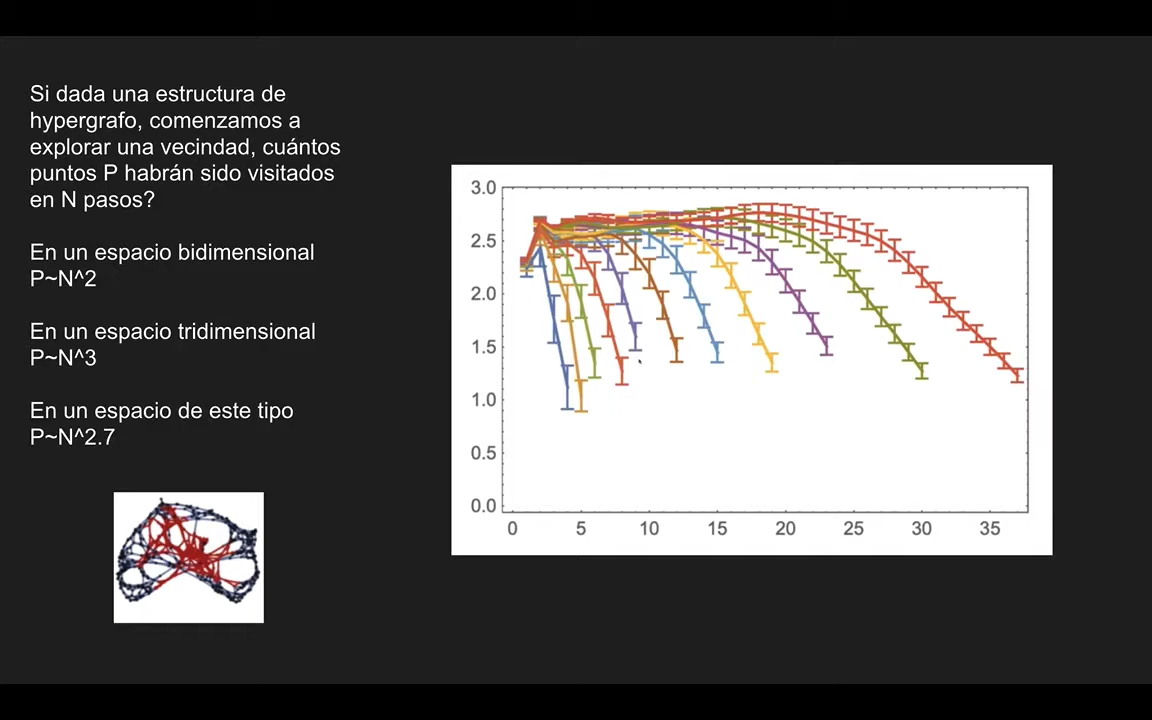 Si dada una estructura de
hypergrafo, comenzamos a
explorar una vecindad, cuántos
puntos P habrán sido visitados
en N pasos?
En un espacio bidimensional
P~N^2
En un espacio tridimensional
P~N^3
En un espacio de este tipo
P~N^2.7
3.0
2.5
2.0
1.5
1.0
0.5
0.0
0 5 10 15 20 25 30 35